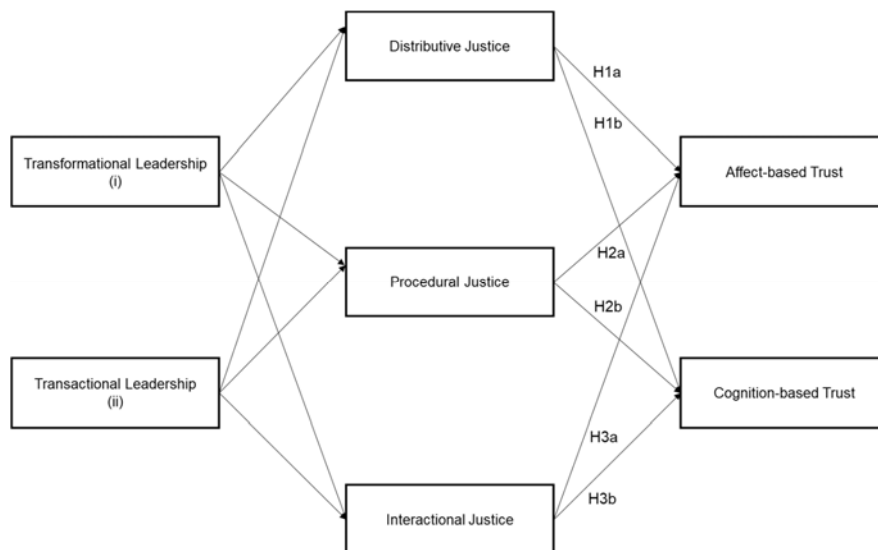 Distributive Justice
H1a
H1b
Transformational Leadership
(i)
Affect-based Trust
Procedural Justice
H2a
H2b
Transactional Leadership
(ii)
Cognition-based Trust
H3a
H3b
Interactional Justice